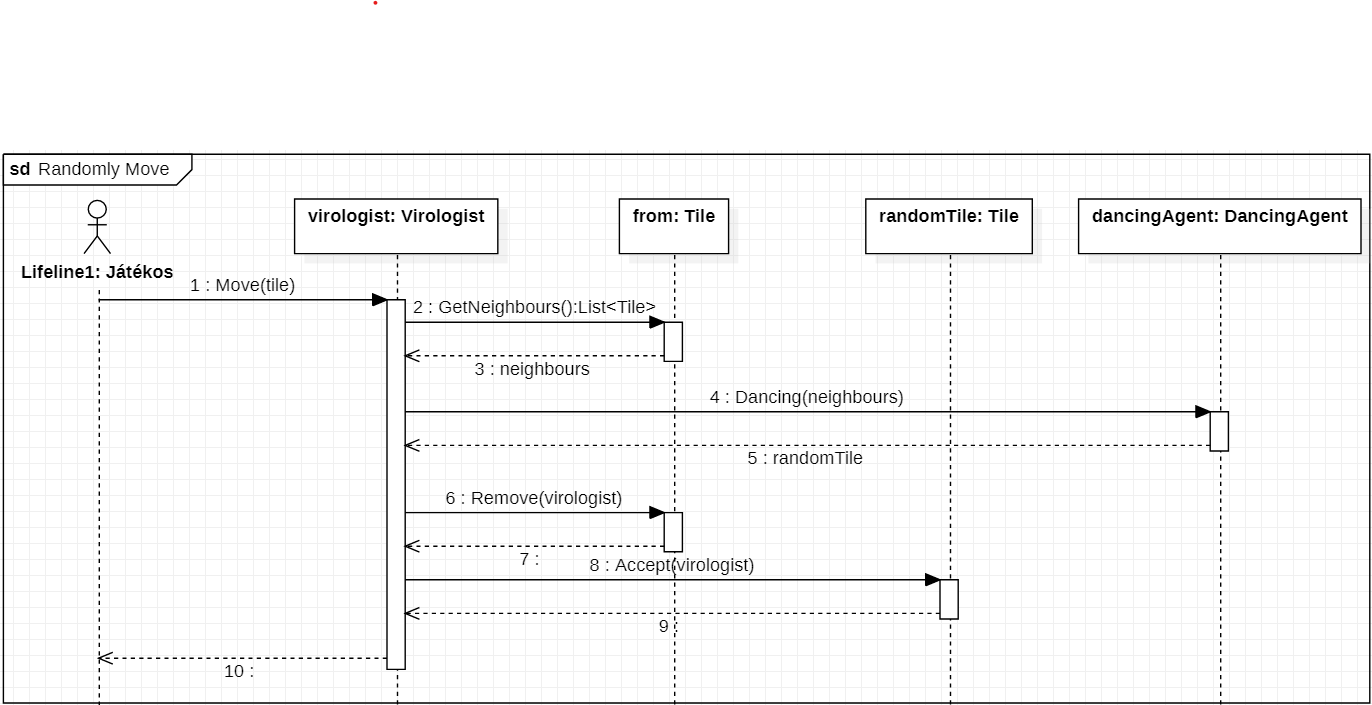 sd Randomly Move
Lifeline1: Játékos
virologist: Virologist
from: Tile
randomTile: Tile
dancingAgent: DancingAgent
1 : Move(tile)
2 : GetNeighbours():List<Tile>
3 : neighbours
4 : Dancing(neighbours)
5 : randomTile
6 : Remove(virologist)
7 :
8 : Accept(virologist)
9 :
10 :